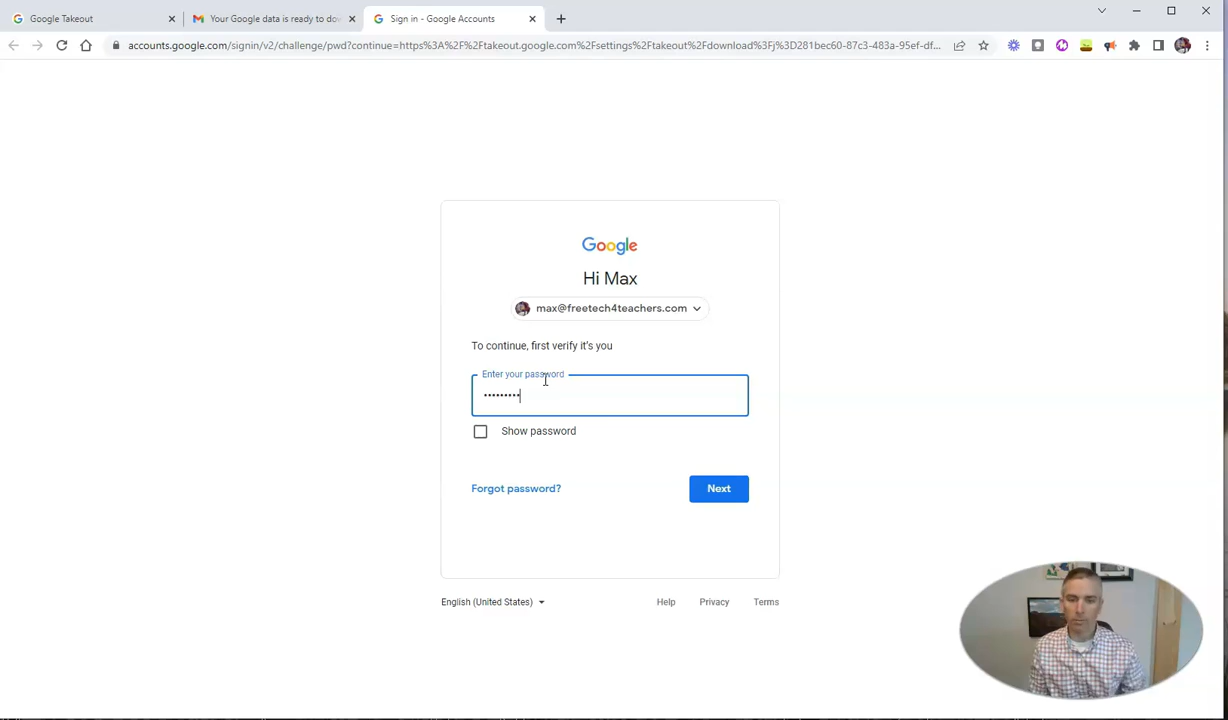 Google Takeout
Your Google data is ready to do
Sign in - Google Accounts
accounts.google.com/signin/v2/challenge/pwd?continue=https%3A%2F%2Ftakeout.google.com%2Fsettings%2Ftakeout%2Fdownload%3Fj%3D281bec60-87c3-483a-95ef-df...
Google
Hi Max
max@freetech4teachers.com
To continue, first verify it's you
Enter your password
•••••••••
Show password
Forgot password?
Next
English (United States)
Help
Privacy
Terms